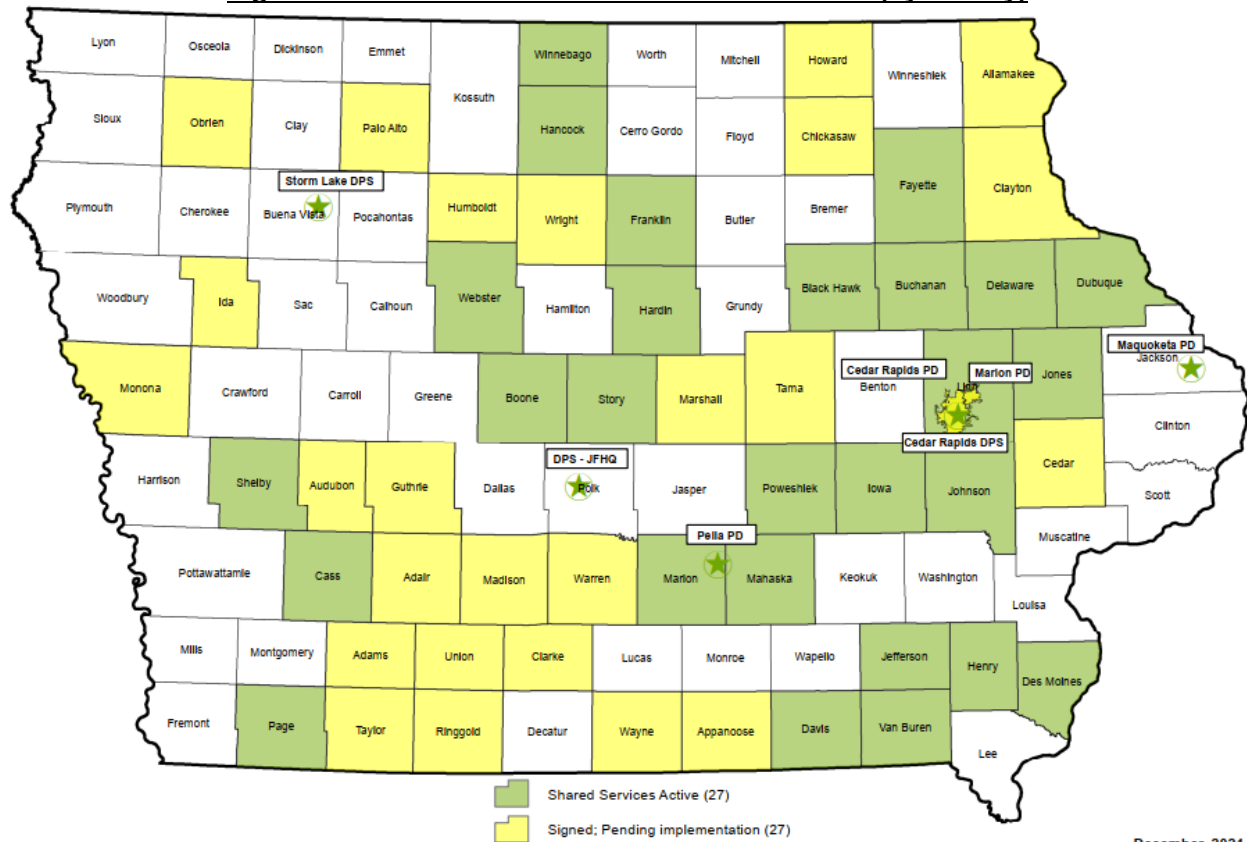 Lyon
Osceola
Dickinson
Emmet
Kossuth
Winnebago
Worth
Mitchell
Howard
Winneshiek
Allamakee
Sioux
Obrien
Clay
Palo Alto
Hancock
Cerro Gordo
Floyd
Chickasaw
Fayette
Clayton
Storm Lake DPS
Plymouth
Cherokee
Buena Vista
Pocahontas
Humboldt
Wright
Franklin
Butler
Bremer
Woodbury
Ida
Sac
Calhoun
Webster
Hamilton
Hardin
Grundy
Black Hawk
Buchanan
Delaware
Dubuque
Maquoketa PD
Jackson
Monona
Crawford
Carroll
Greene
Boone
Story
Marshall
Tama
Cedar Rapids PD
Benton
Marion PD
Linn
Jones
Cedar Rapids DPS
Clinton
Harrison
Shelby
Audubon
Guthrie
Dallas
DPS - JFHQ
Polk
Jasper
Poweshiek
Iowa
Johnson
Cedar
Scott
Muscatine
Pella PD
Pottawattamie
Cass
Adair
Madison
Warren
Marion
Mahaska
Keokuk
Washington
Louisa
Mills
Montgomery
Adams
Union
Clarke
Lucas
Monroe
Wapello
Jefferson
Henry
Des Moines
Fremont
Page
Taylor
Ringgold
Decatur
Wayne
Appanoose
Davis
Van Buren
Lee
Shared Services Active (27)
Signed; Pending implementation (27)